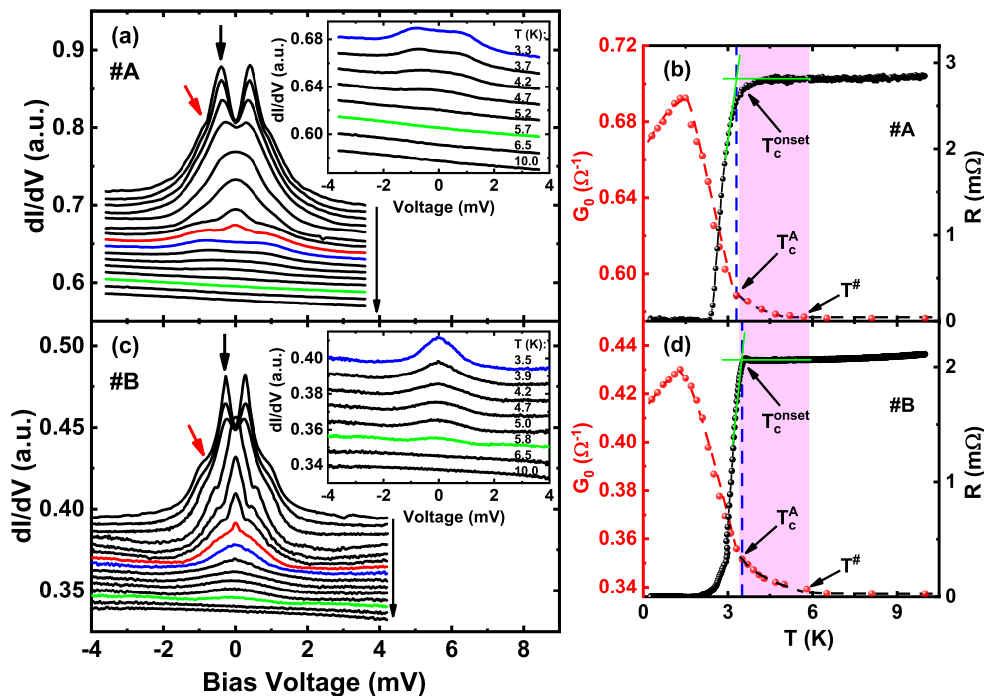 (a)
#A
dI/dV (a.u.)
0.9
0.8
0.7
0.6
dI/dV (a.u.)
0.68
0.64
0.60
T (K):
3.3
3.7
4.2
4.7
5.2
5.7
6.5
10.0
-4 -2 0 2 4
Voltage (mV)
(b)
#A
G0 (Ω-1)
0.72
0.68
0.64
0.60
0.58
R (mΩ)
3
2
1
0
Tconset
TcA
T#
(c)
#B
dI/dV (a.u.)
0.50
0.45
0.40
0.35
dI/dV (a.u.)
0.40
0.38
0.36
0.34
T (K):
3.5
3.9
4.2
4.7
5.0
5.8
6.5
10.0
-4 -2 0 2 4
Voltage (mV)
-4 -2 0 2 4 6 8
Bias Voltage (mV)
(d)
#B
G0 (Ω-1)
0.44
0.42
0.40
0.38
0.36
0.34
R (mΩ)
2
1
0
Tconset
TcA
T#
0 3 6 9
T (K)